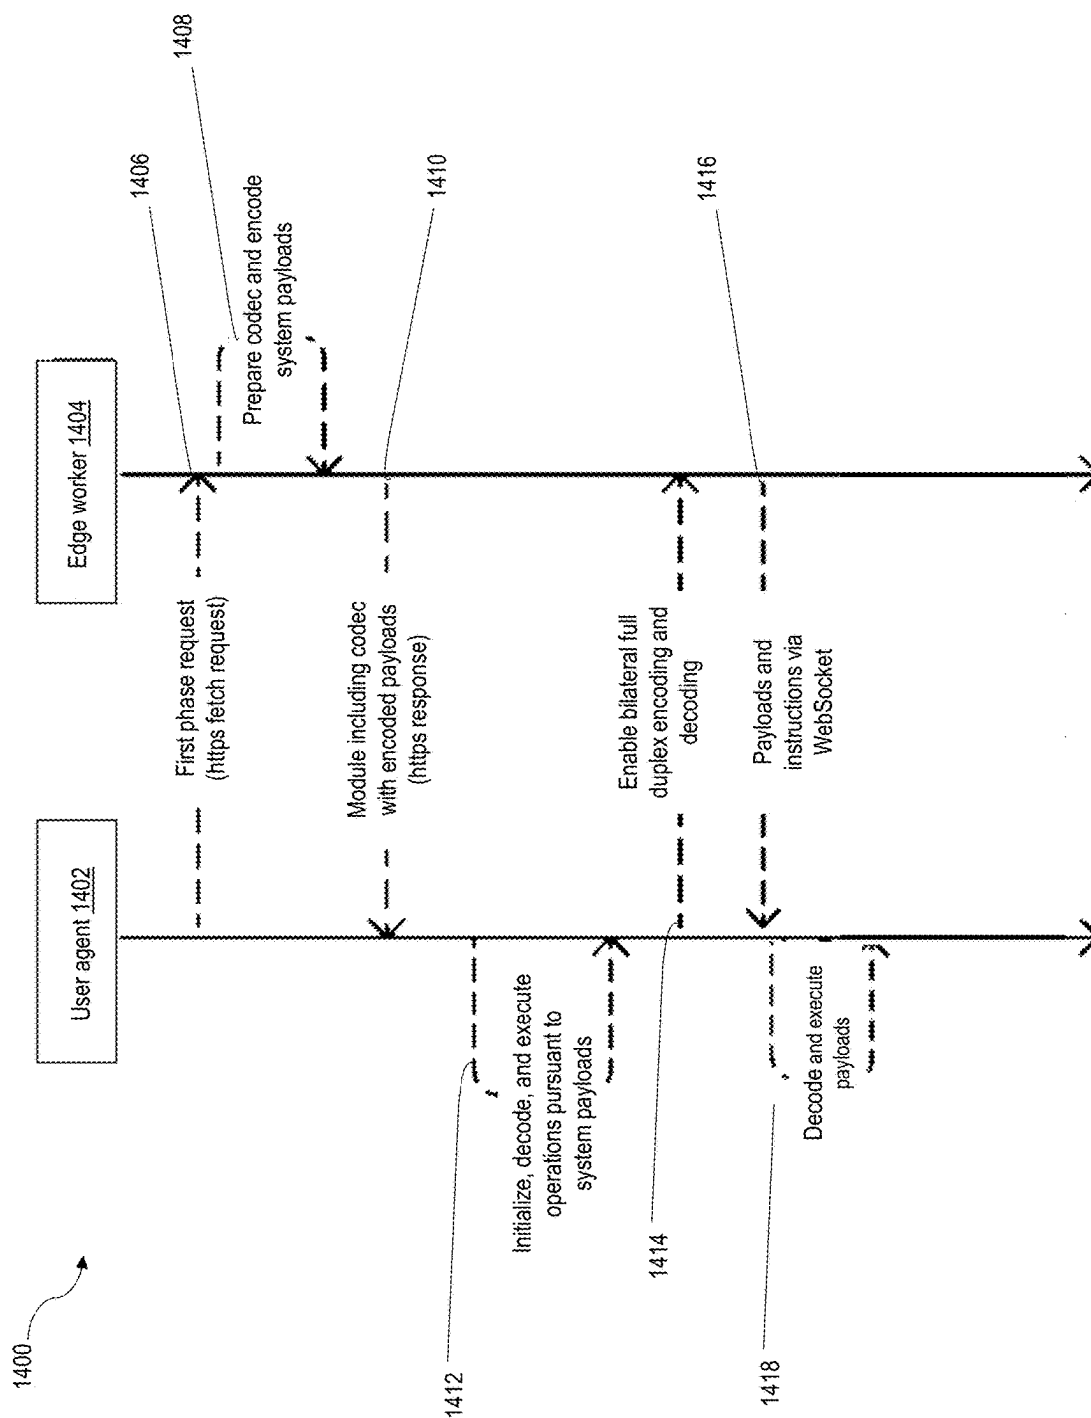 1400
User agent 1402
Edge worker 1404
First phase request
(https fetch request)
1406
Prepare codec and encode
system payloads
1408
Module including codec
with encoded payloads
(https response)
1410
1412
Initialize, decode, and execute
operations pursuant to
system payloads
1414
Enable bilateral full
duplex encoding and
decoding
Payloads and
instructions via
WebSocket
1416
1418
Decode and execute
payloads